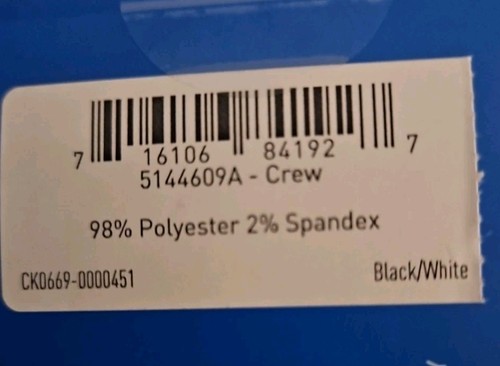 7 16106 84192 7
5144609A - Crew
98% Polyester 2% Spandex
CK0669-0000451 Black/White